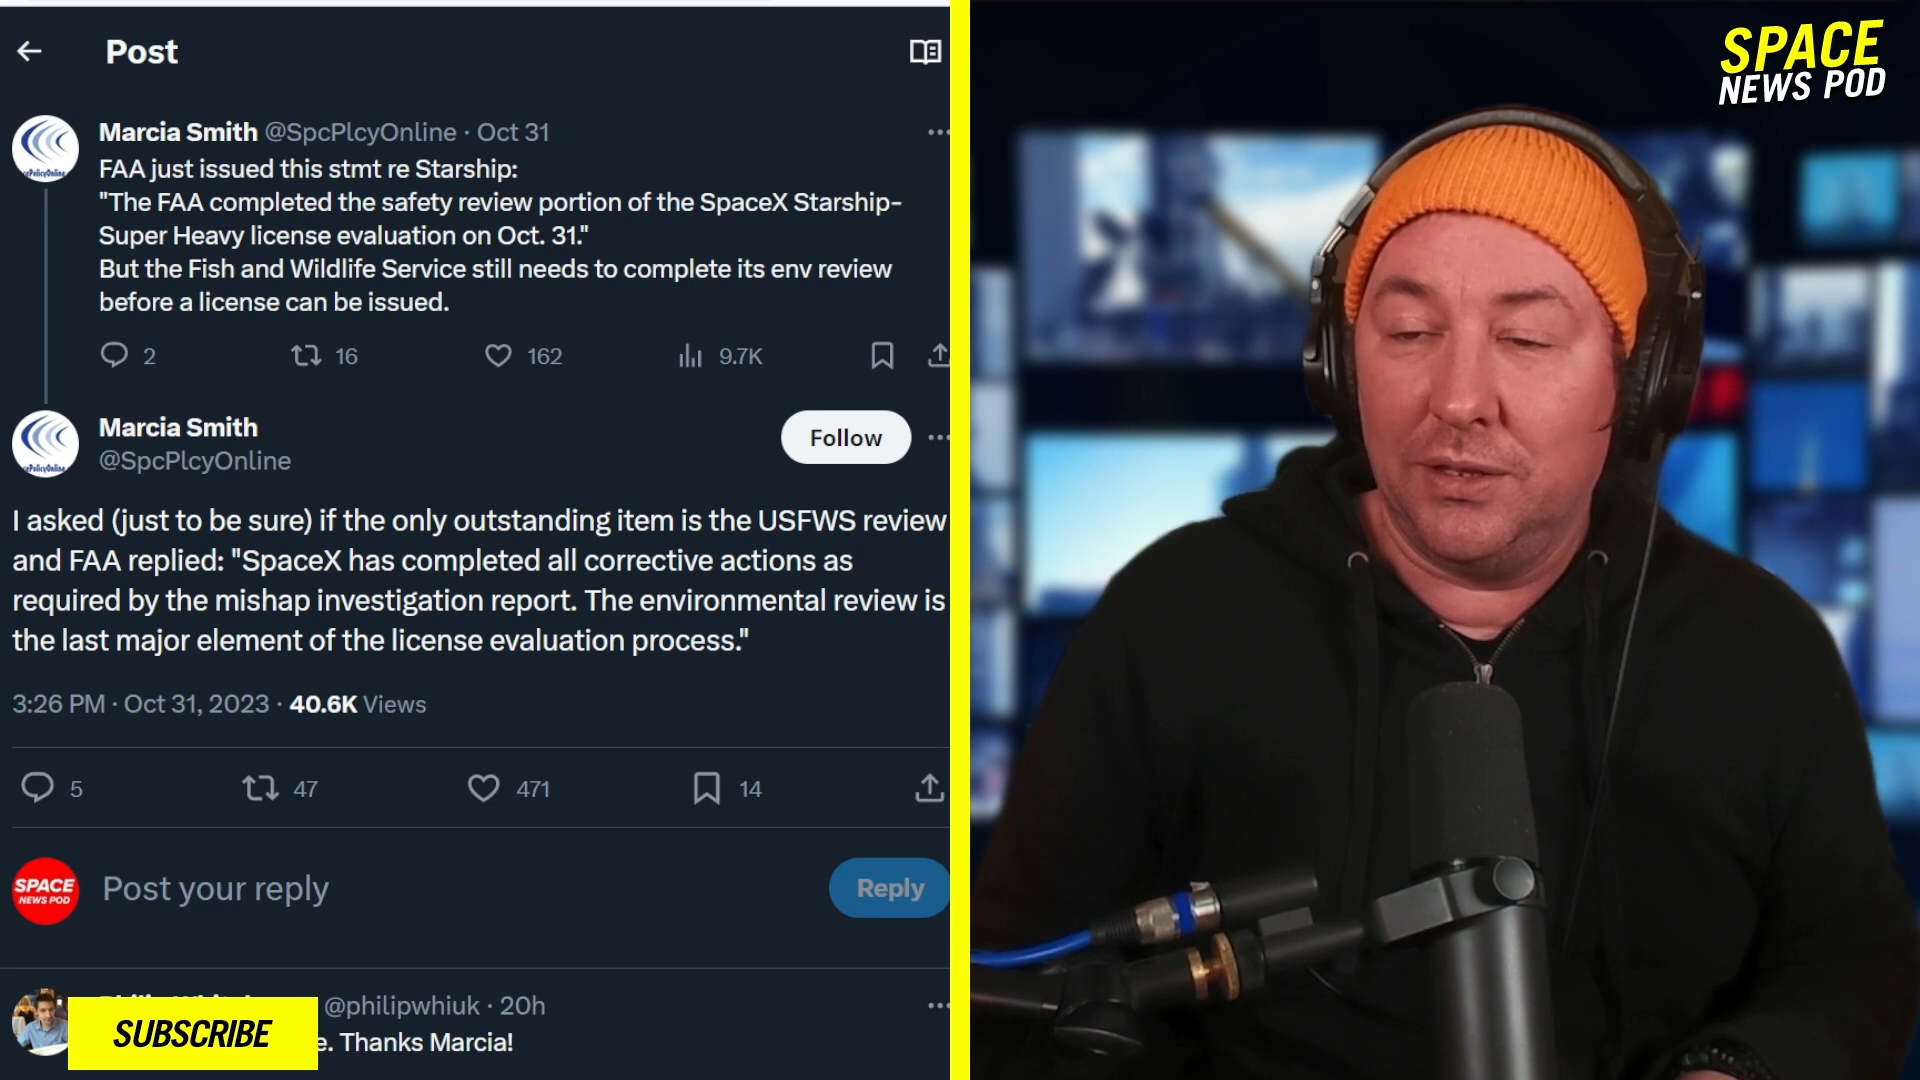 Post
Marcia Smith @SpcPlcyOnline · Oct 31
FAA just issued this stmt re Starship:
"The FAA completed the safety review portion of the SpaceX Starship-
Super Heavy license evaluation on Oct. 31."
But the Fish and Wildlife Service still needs to complete its env review
before a license can be issued.
2 16 162 9.7K
Marcia Smith
@SpcPlcyOnline
Follow
I asked (just to be sure) if the only outstanding item is the USFWS review
and FAA replied: "SpaceX has completed all corrective actions as
required by the mishap investigation report. The environmental review is
the last major element of the license evaluation process."
3:26 PM · Oct 31, 2023 · 40.6K Views
5 47 471 14
SPACE
NEWS POD
Post your reply
Reply
@philipwhiuk · 20h
Thanks Marcia!
SUBSCRIBE
SPACE
NEWS POD